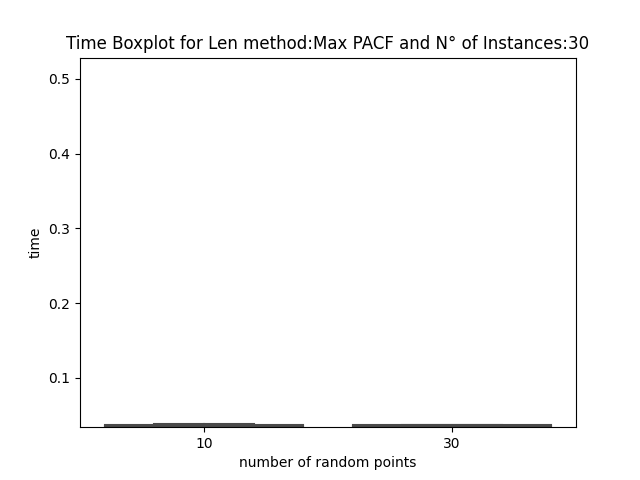 Time Boxplot for Len method:Max PACF and N° of Instances:30
0.5
0.4
0.3
0.2
0.1
time
10 30
number of random points